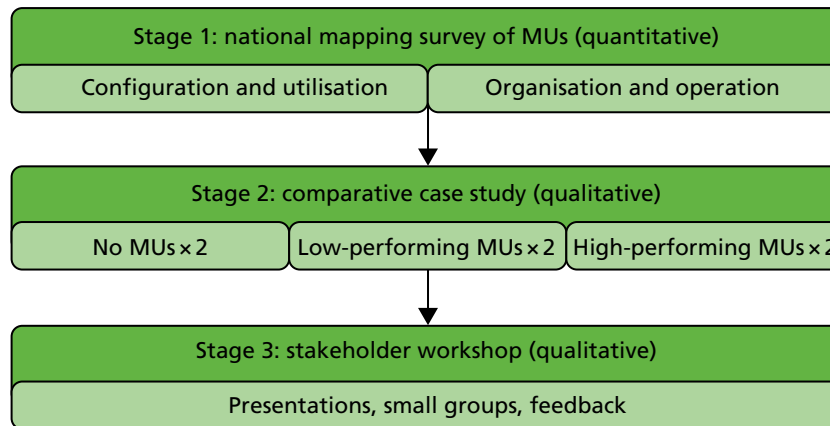 Stage 1: national mapping survey of MUs (quantitative)
Configuration and utilisation
Organisation and operation
Stage 2: comparative case study (qualitative)
No MUs × 2
Low-performing MUs × 2
High-performing MUs × 2
Stage 3: stakeholder workshop (qualitative)
Presentations, small groups, feedback